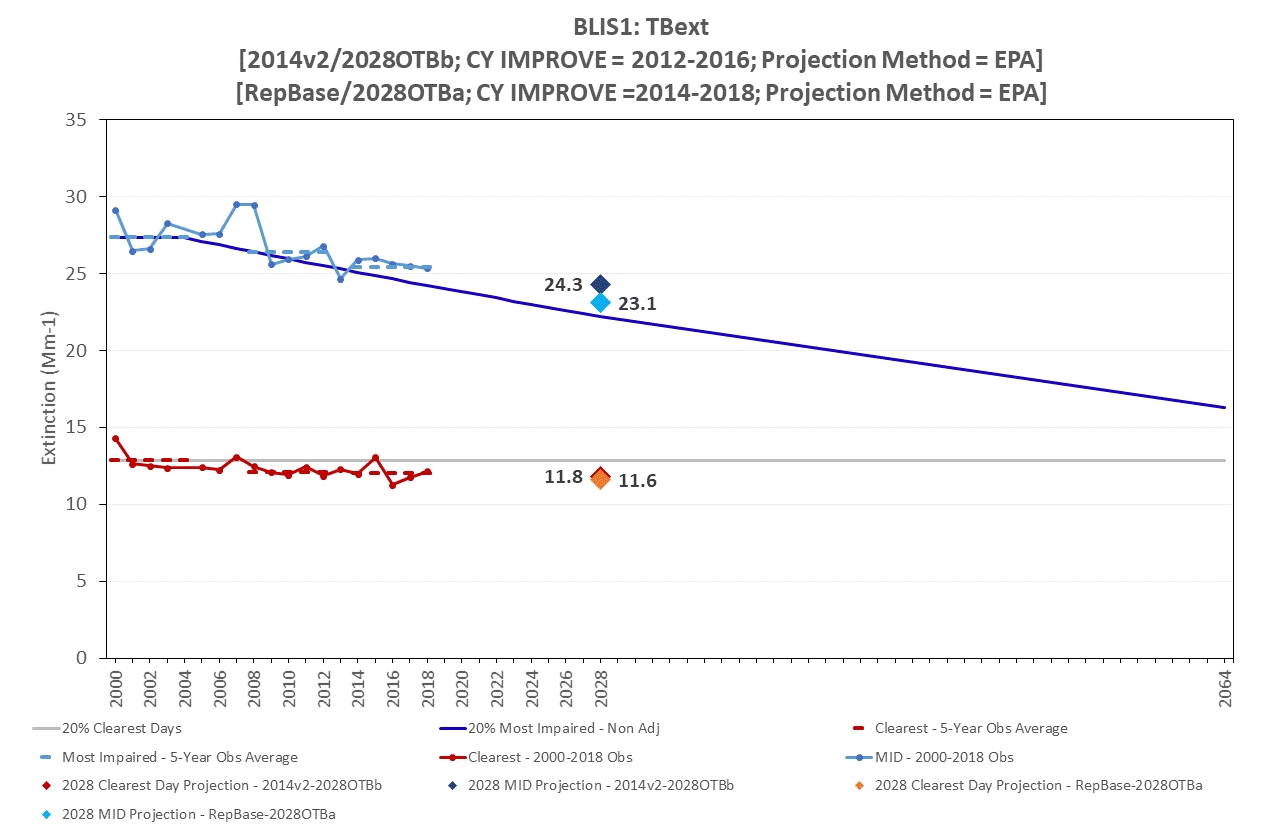 BLIS1: TBext
[2014v2/2028OTBb; CY IMPROVE = 2012-2016; Projection Method = EPA]
[RepBase/2028OTBa; CY IMPROVE =2014-2018; Projection Method = EPA]
35
30
25
20
15
10
5
0
Extinction (Mm-1)
24.3
23.1
11.8
11.6
2000 2002 2004 2006 2008 2010 2012 2014 2016 2018 2020 2022 2024 2026 2028 2064
20% Clearest Days 20% Most Impaired - Non Adj Clearest - 5-Year Obs Average
Most Impaired - 5-Year Obs Average Clearest - 2000-2018 Obs MID - 2000-2018 Obs
2028 Clearest Day Projection - 2014v2-2028OTBb 2028 MID Projection - 2014v2-2028OTBb 2028 Clearest Day Projection - RepBase-2028OTBa
2028 MID Projection - RepBase-2028OTBa